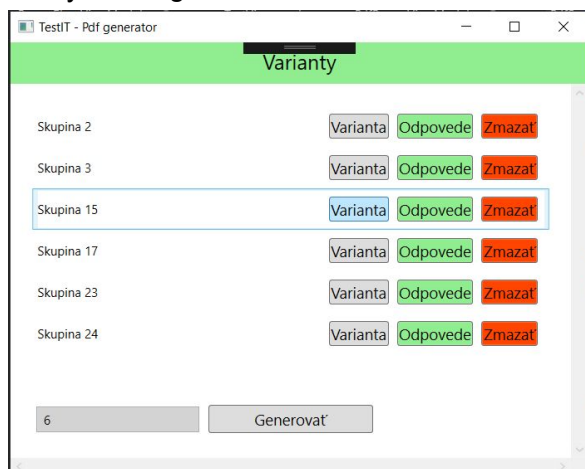 TestIT - Pdf generator
Varianty
Skupina 2 Varianta Odpovede Zmazať
Skupina 3 Varianta Odpovede Zmazať
Skupina 15 Varianta Odpovede Zmazať
Skupina 17 Varianta Odpovede Zmazať
Skupina 23 Varianta Odpovede Zmazať
Skupina 24 Varianta Odpovede Zmazať
6 Generovať